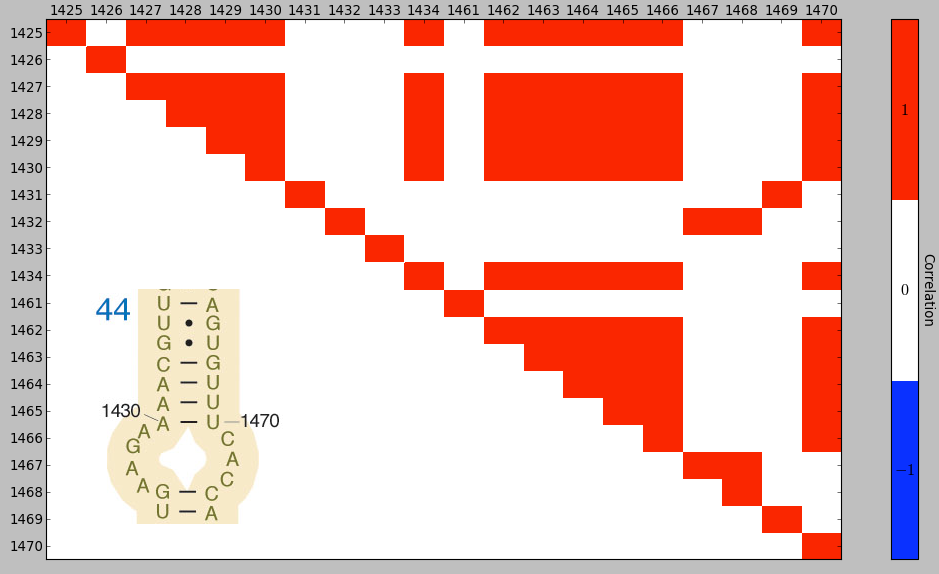 1425 1426 1427 1428 1429 1430 1431 1432 1433 1434 1461 1462 1463 1464 1465 1466 1467 1468 1469 1470
1425
1426
1427
1428
1429
1430
1431
1432
1433
1434
1461
1462
1463
1464
1465
1466
1467
1468
1469
1470
44
U A
U G
G U
C G
A U
A U
1430 A U 1470
A C
G A
A C
A G C
U A
1
0
−1
Correlation